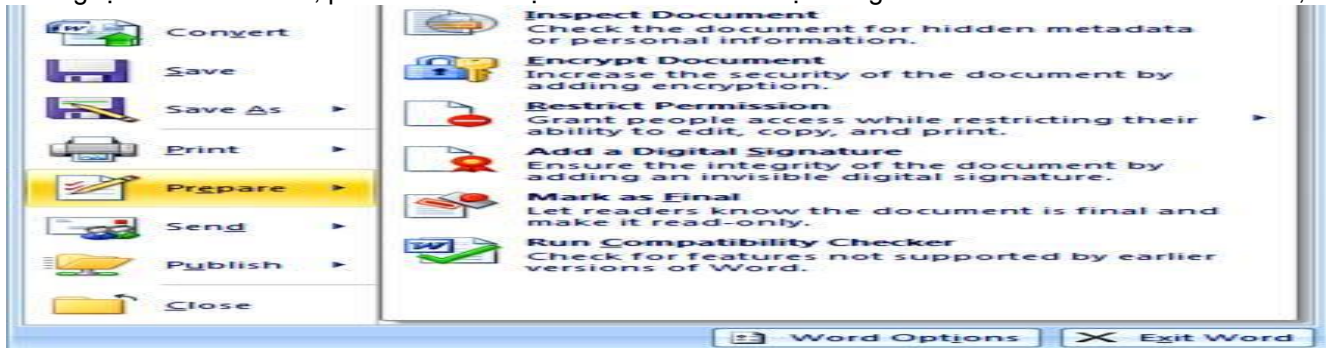 Convert
Save
Save As
Print
Prepare
Send
Publish
Close
Inspect Document
Check the document for hidden metadata
or personal information.
Encrypt Document
Increase the security of the document by
adding encryption.
Restrict Permission
Grant people access while restricting their
ability to edit, copy, and print.
Add a Digital Signature
Ensure the integrity of the document by
adding an invisible digital signature.
Mark as Final
Let readers know the document is final and
make it read-only.
Run Compatibility Checker
Check for features not supported by earlier
versions of Word.
Word Options
Exit Word